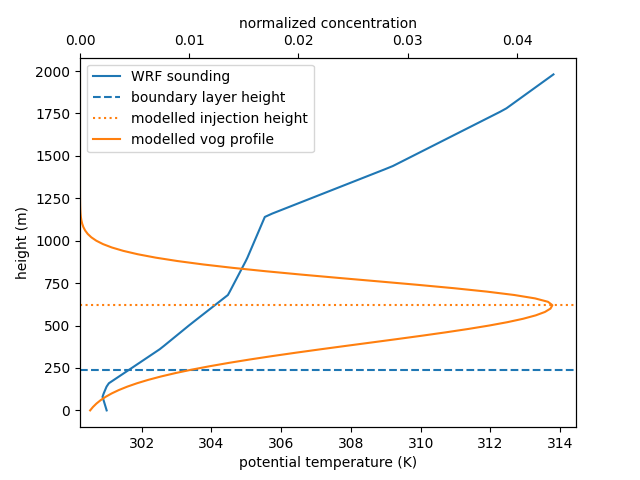 normalized concentration
0.00 0.01 0.02 0.03 0.04
WRF sounding
boundary layer height
modelled injection height
modelled vog profile
height (m)
2000
1750
1500
1250
1000
750
500
250
0
302 304 306 308 310 312 314
potential temperature (K)